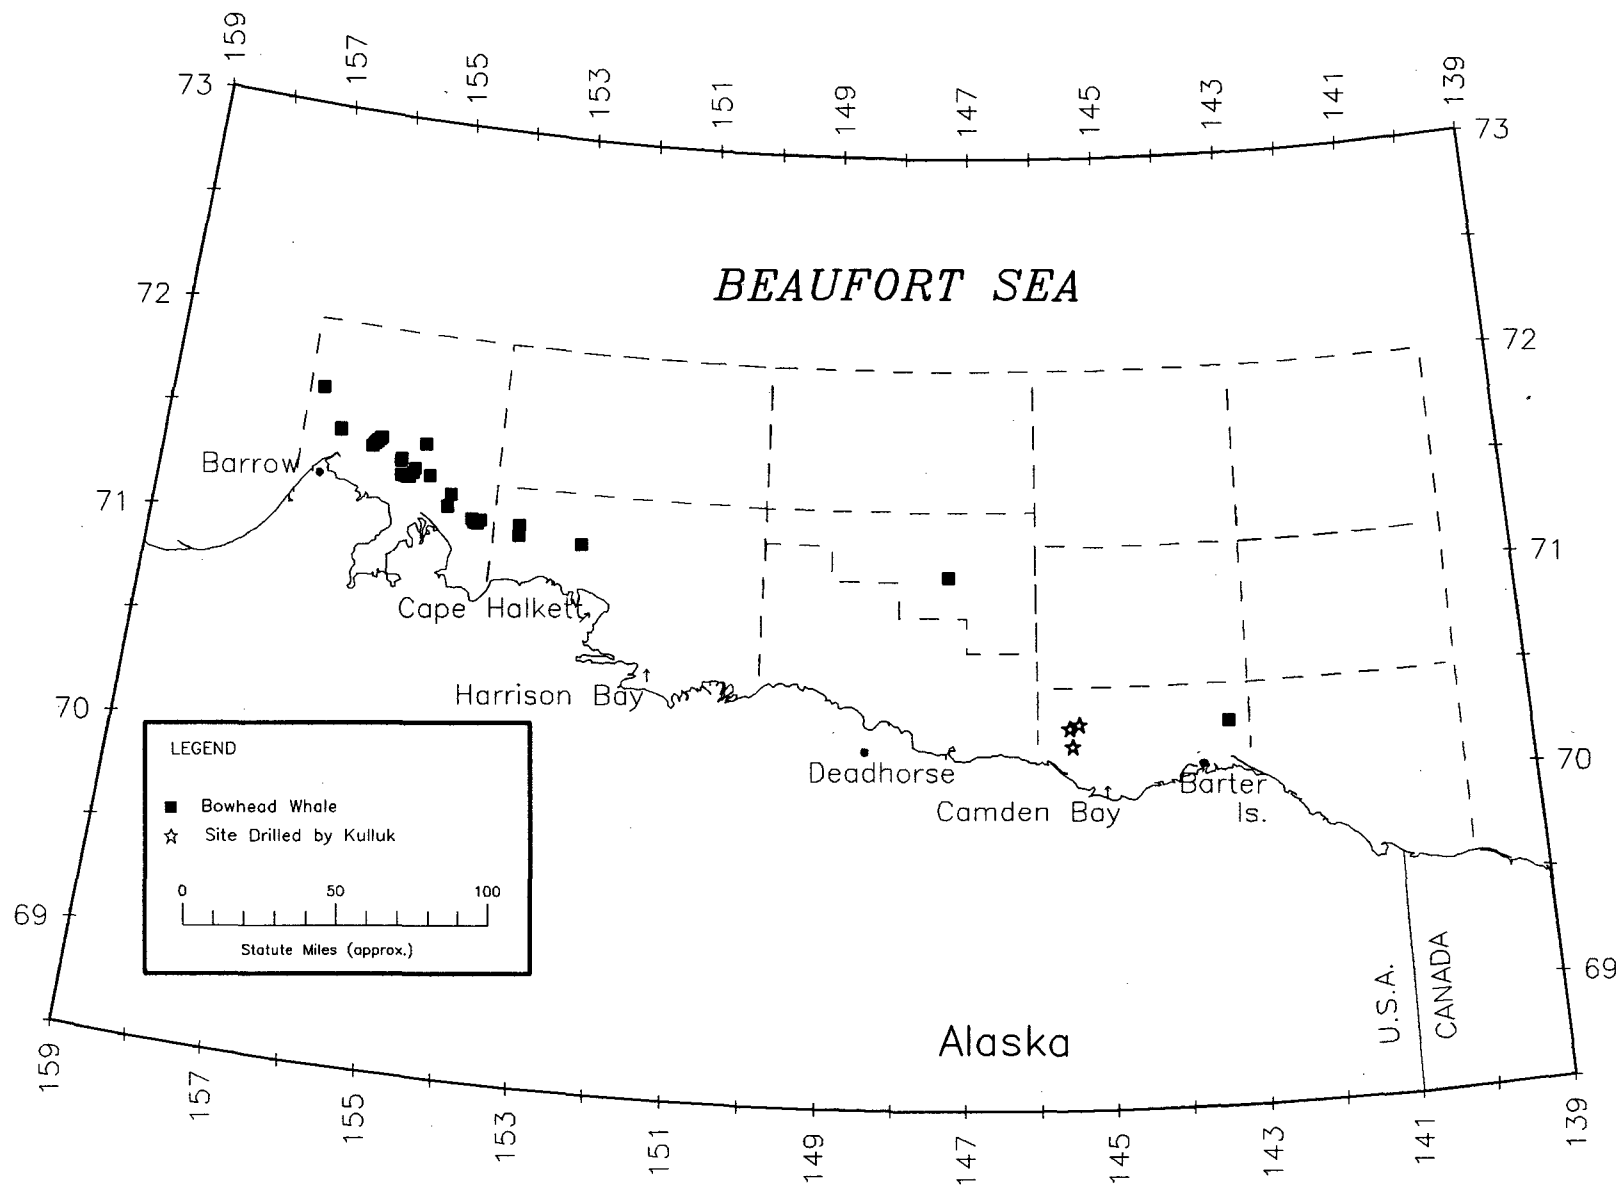 159
157
155
153
151
149
147
145
143
141
139
73
73
BEAUFORT SEA
72
72
Barrow
71
71
Cape Halkett
Harrison Bay
70
70
Deadhorse
Camden Bay
Barter
Is.
LEGEND
Bowhead Whale
Site Drilled by Kulluk
0 50 100
Statute Miles (approx.)
69
69
U.S.A.
CANADA
Alaska
159
157
155
153
151
149
147
145
143
141
139